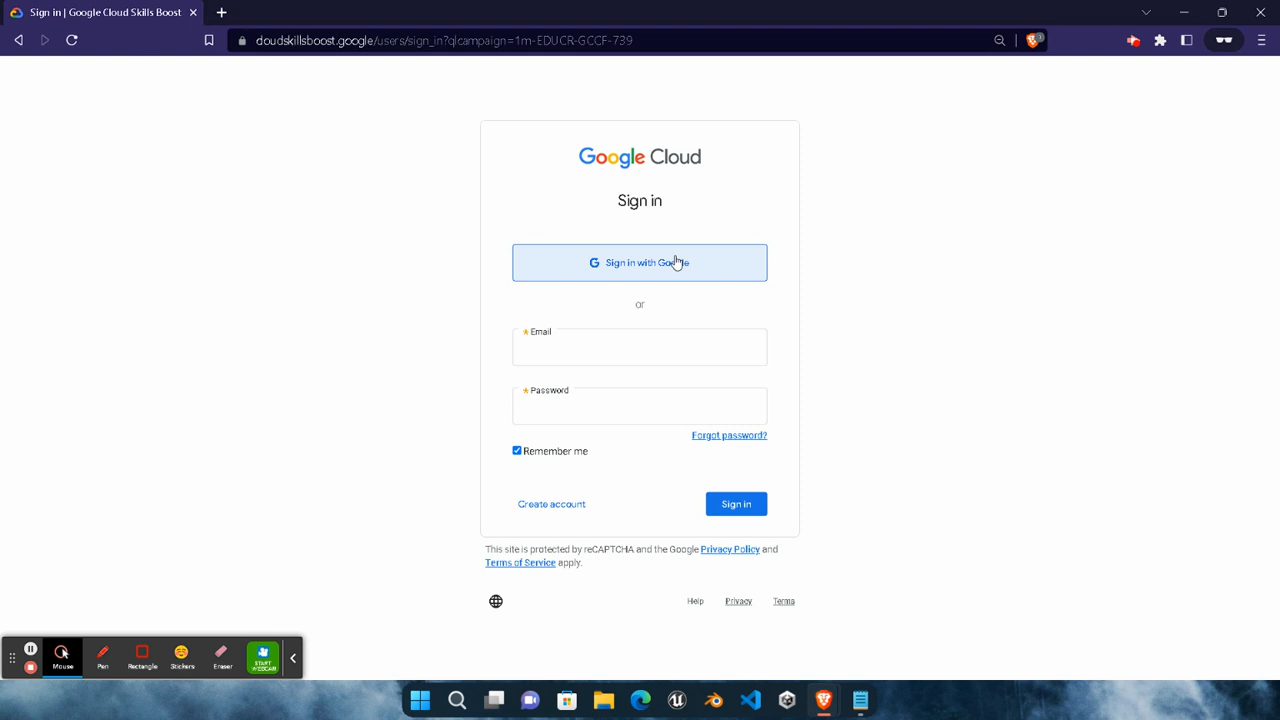 Sign in | Google Cloud Skills Boost
cloudskillsboost.google/users/sign_in?qlcampaign=1m-EDUCR-GCCF-739
Google Cloud
Sign in
Sign in with Google
or
* Email
* Password
Forgot password?
Remember me
Create account
Sign in
This site is protected by reCAPTCHA and the Google Privacy Policy and
Terms of Service apply.
Help Privacy Terms
Mouse Pen Rectangle Stickers Eraser START WEBCAM